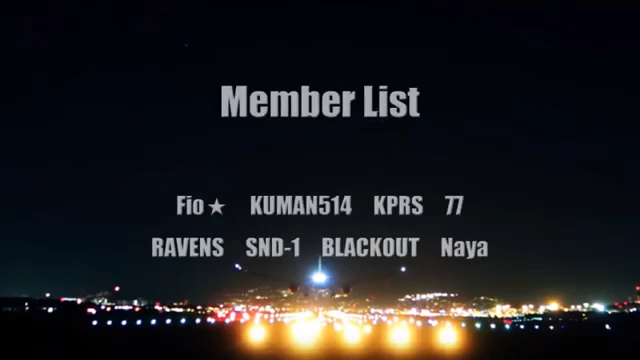 Member List
Fio★ KUMAN514 KPRS 77
RAVENS SND-1 BLACKOUT Naya